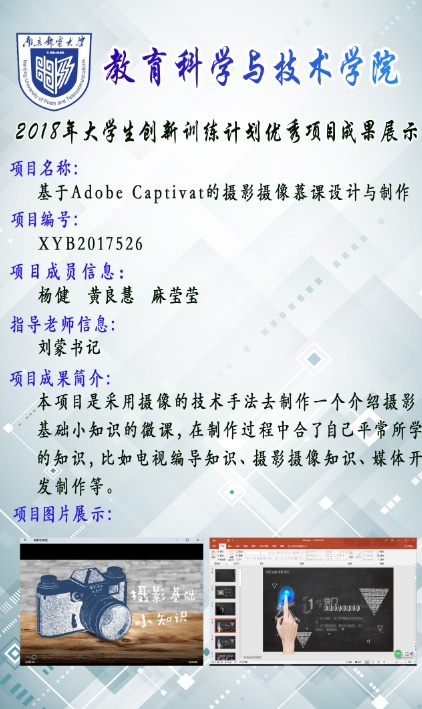 南京邮电大学
1942
Nanjing University of Posts and Telecommunications
教育科学与技术学院
2018年大学生创新训练计划优秀项目成果展示
项目名称：
基于Adobe Captivat的摄影摄像慕课设计与制作
项目编号：
XYB2017526
项目成员信息：
杨健 黄良慧 麻莹莹
指导老师信息：
刘蒙书记
项目成果简介：
本项目是采用摄像的技术手法去制作一个介绍摄影
基础小知识的微课，在制作过程中合了自己平常所学
的知识，比如电视编导知识、摄影摄像知识、媒体开
发制作等。
项目图片展示：
摄影基础
小知识